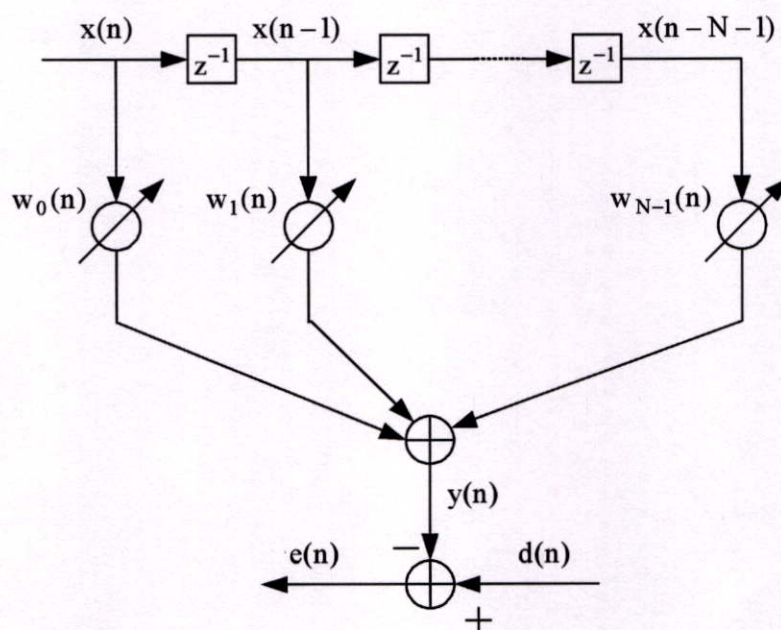 x(n) x(n−1) x(n−N−1)
z⁻¹ z⁻¹ z⁻¹
w₀(n) w₁(n) w_{N−1}(n)
y(n)
−
e(n) d(n)
+